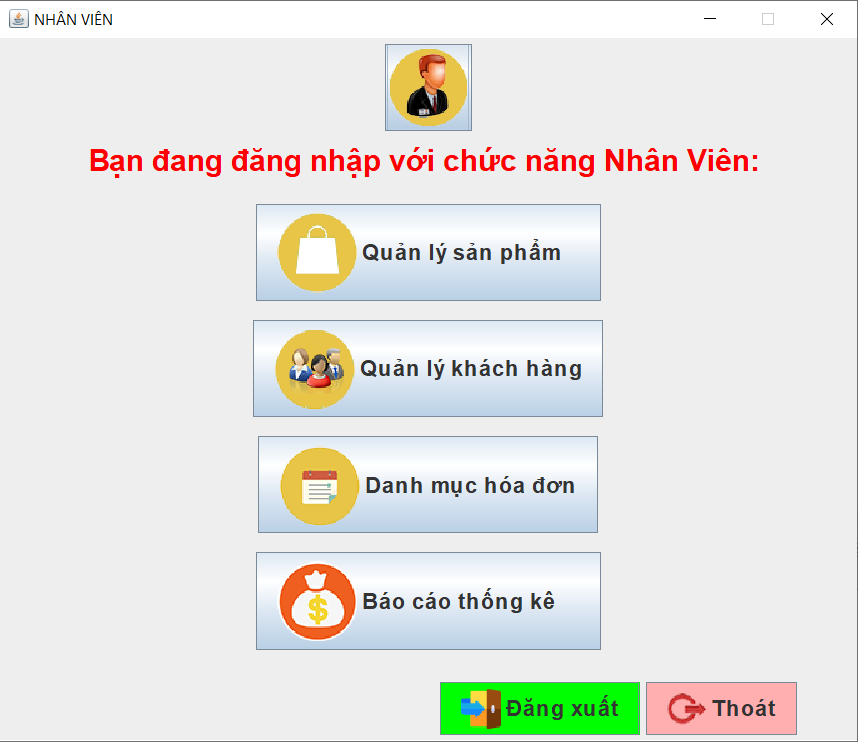 NHÂN VIÊN
Bạn đang đăng nhập với chức năng Nhân Viên:
Quản lý sản phẩm
Quản lý khách hàng
Danh mục hóa đơn
$
Báo cáo thống kê
Đăng xuất
Thoát